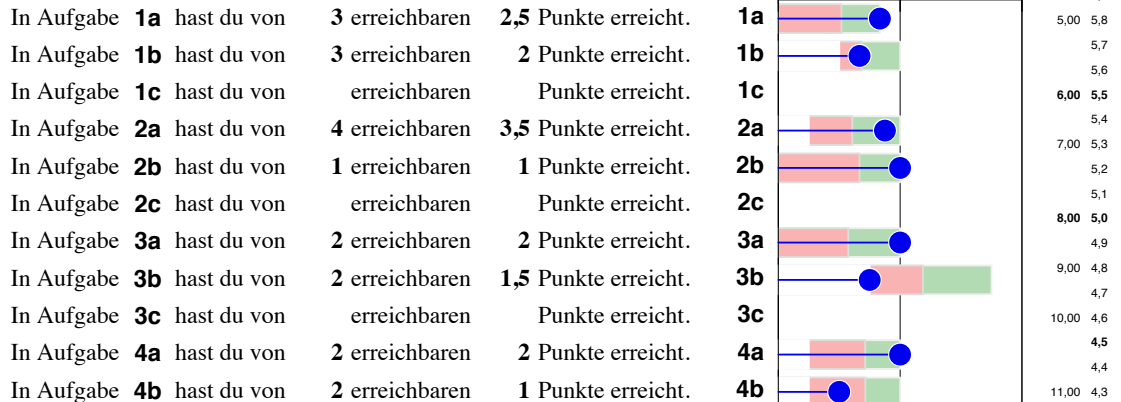 In Aufgabe 1a hast du von 3 erreichbaren 2,5 Punkte erreicht. 1a
In Aufgabe 1b hast du von 3 erreichbaren 2 Punkte erreicht. 1b
In Aufgabe 1c hast du von erreichbaren Punkte erreicht. 1c
In Aufgabe 2a hast du von 4 erreichbaren 3,5 Punkte erreicht. 2a
In Aufgabe 2b hast du von 1 erreichbaren 1 Punkte erreicht. 2b
In Aufgabe 2c hast du von erreichbaren Punkte erreicht. 2c
In Aufgabe 3a hast du von 2 erreichbaren 2 Punkte erreicht. 3a
In Aufgabe 3b hast du von 2 erreichbaren 1,5 Punkte erreicht. 3b
In Aufgabe 3c hast du von erreichbaren Punkte erreicht. 3c
In Aufgabe 4a hast du von 2 erreichbaren 2 Punkte erreicht. 4a
In Aufgabe 4b hast du von 2 erreichbaren 1 Punkte erreicht. 4b
5,00 5,8
5,7
5,6
6,00 5,5
5,4
7,00 5,3
5,2
5,1
8,00 5,0
4,9
9,00 4,8
4,7
10,00 4,6
4,5
4,4
11,00 4,3